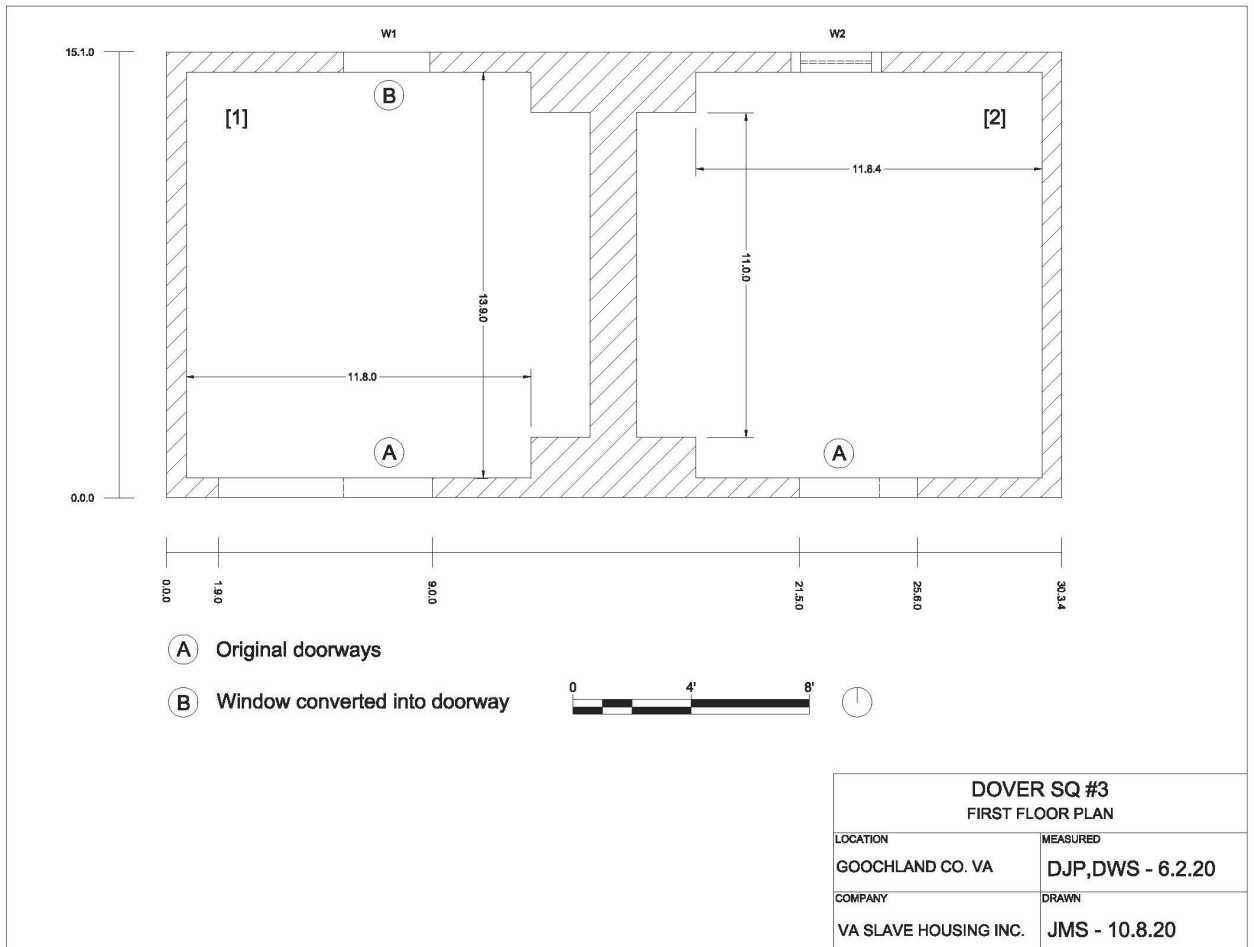 W1
W2
15.1.0
B
[1]
[2]
11.8.4
11.0.0
13.9.0
11.8.0
A
A
0.0.0
0.0.0
1.9.0
9.0.0
21.5.0
25.6.0
30.3.4
A Original doorways
B Window converted into doorway
0 4' 8'
DOVER SQ #3
FIRST FLOOR PLAN
LOCATION
GOOCHLAND CO. VA
MEASURED
DJP,DWS - 6.2.20
COMPANY
VA SLAVE HOUSING INC.
DRAWN
JMS - 10.8.20